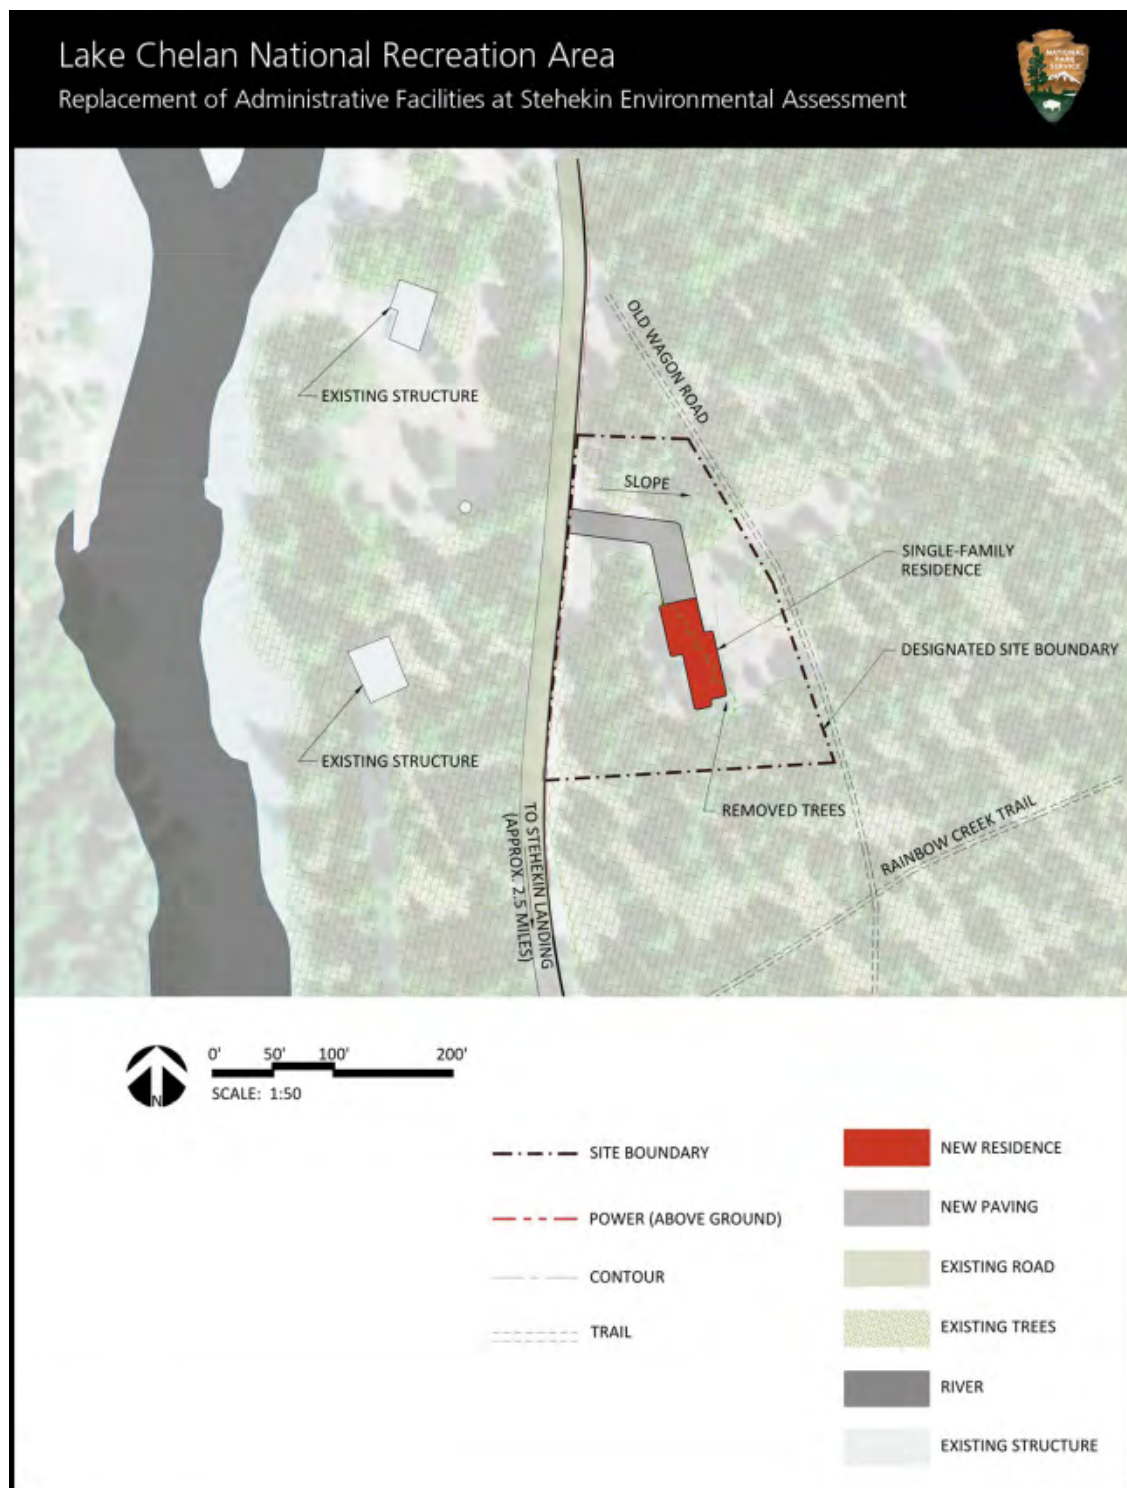 Lake Chelan National Recreation Area
Replacement of Administrative Facilities at Stehekin Environmental Assessment
NATIONAL
PARK
SERVICE
OLD WAGON ROAD
EXISTING STRUCTURE
SLOPE
SINGLE-FAMILY
RESIDENCE
DESIGNATED SITE BOUNDARY
EXISTING STRUCTURE
REMOVED TREES
TO STEHEKIN LANDING
(APPROX. 2.5 MILES)
RAINBOW CREEK TRAIL
N
0' 50' 100' 200'
SCALE: 1:50
SITE BOUNDARY
POWER (ABOVE GROUND)
CONTOUR
TRAIL
NEW RESIDENCE
NEW PAVING
EXISTING ROAD
EXISTING TREES
RIVER
EXISTING STRUCTURE